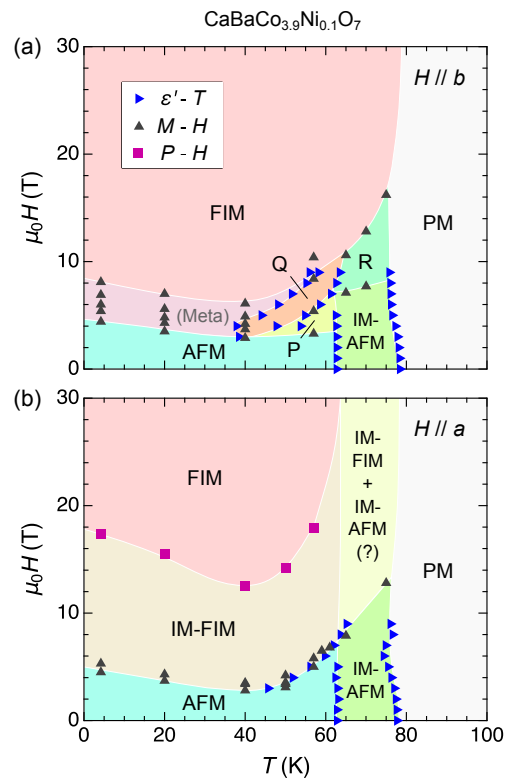 CaBaCo3.9Ni0.1O7
(a)
30
20
10
0
μ0H (T)
ε' - T
M - H
P - H
H // b
FIM
PM
Q
R
(Meta)
P
IM-
AFM
AFM
(b)
30
20
10
0
μ0H (T)
H // a
FIM
IM-
FIM
+
IM-
AFM
(?)
PM
IM-FIM
IM-
AFM
AFM
0 20 40 60 80 100
T (K)